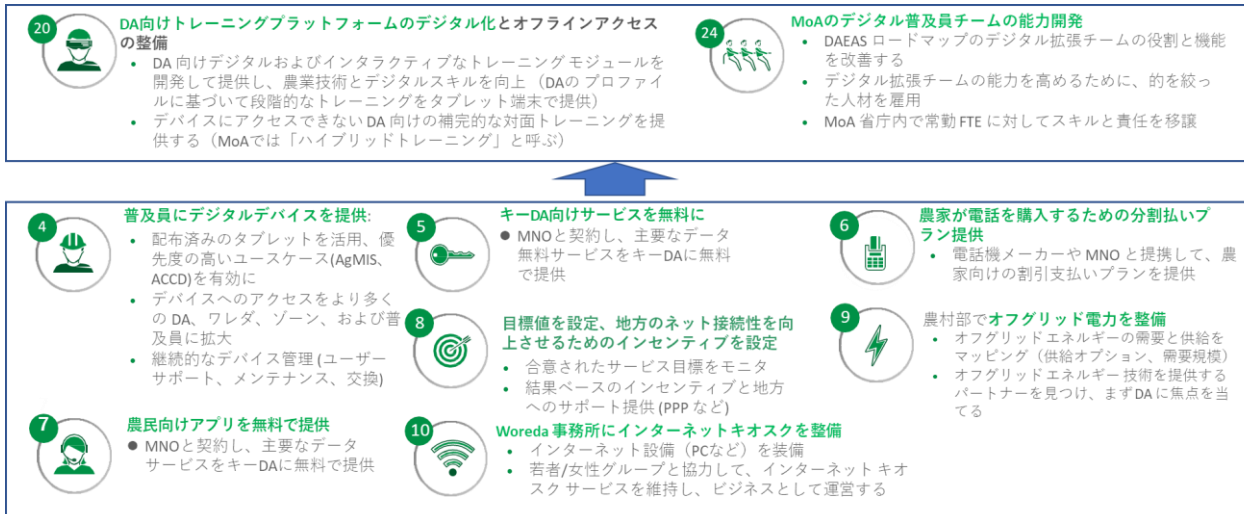 20
DA向けトレーニングプラットフォームのデジタル化とオフラインアクセス
の整備
• DA 向けデジタルおよびインタラクティブなトレーニング モジュールを
開発して提供し、農業技術とデジタルスキルを向上 （DAの プロファイ
ルに基づいて段階的なトレーニングをタブレット端末で提供）
• デバイスにアクセスできない DA 向けの補完的な対面トレーニングを提
供する（MoAでは「ハイブリッドトレーニング」と呼ぶ）
24
MoAのデジタル普及員チームの能力開発
• DAEAS ロードマップのデジタル拡張チームの役割と機能
を改善する
• デジタル拡張チームの能力を高めるために、的を絞っ
た人材を雇用
• MoA 省庁内で常勤 FTE に対してスキルと責任を移譲
4
普及員にデジタルデバイスを提供:
• 配布済みのタブレットを活用、優
先度の高いユースケース(AgMIS、
ACCD)を有効に
• デバイスへのアクセスをより多く
の DA、ワレダ、ゾーン、および普
及員に拡大
• 継続的なデバイス管理 (ユーザー
サポート、メンテナンス、交換)
5
キーDA向けサービスを無料に
● MNOと契約し、主要なデータ
無料サービスをキーDAに無料
で提供
6
農家が電話を購入するための分割払いプ
ラン提供
• 電話機メーカーや MNO と提携して、農
家向けの割引支払いプランを提供
7
農民向けアプリを無料で提供
● MNOと契約し、主要なデータ
サービスをキーDAに無料で提供
8
目標値を設定、地方のネット接続性を向
上させるためのインセンティブを設定
• 合意されたサービス目標をモニタ
• 結果ベースのインセンティブと地方
へのサポート提供 (PPP など)
9
農村部でオフグリッド電力を整備
• オフグリッド エネルギーの需要と供給を
マッピング（供給オプション、需要規模）
• オフグリッド エネルギー 技術を提供する
パートナーを見つけ、まず DA に焦点を当
てる
10
Woreda 事務所にインターネットキオスクを整備
• インターネット設備（PCなど）を装備
• 若者/女性グループと協力して、インターネット キオ
スク サービスを維持し、ビジネスとして運営する